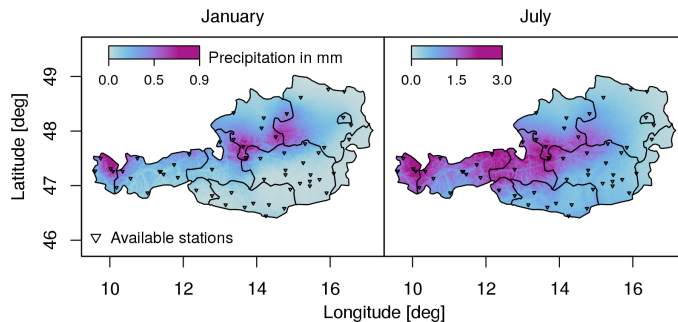 January July
Precipitation in mm
0.0 0.5 0.9 0.0 1.5 3.0
49
48
47
46
Latitude [deg]
Available stations
10 12 14 16 10 12 14 16
Longitude [deg]